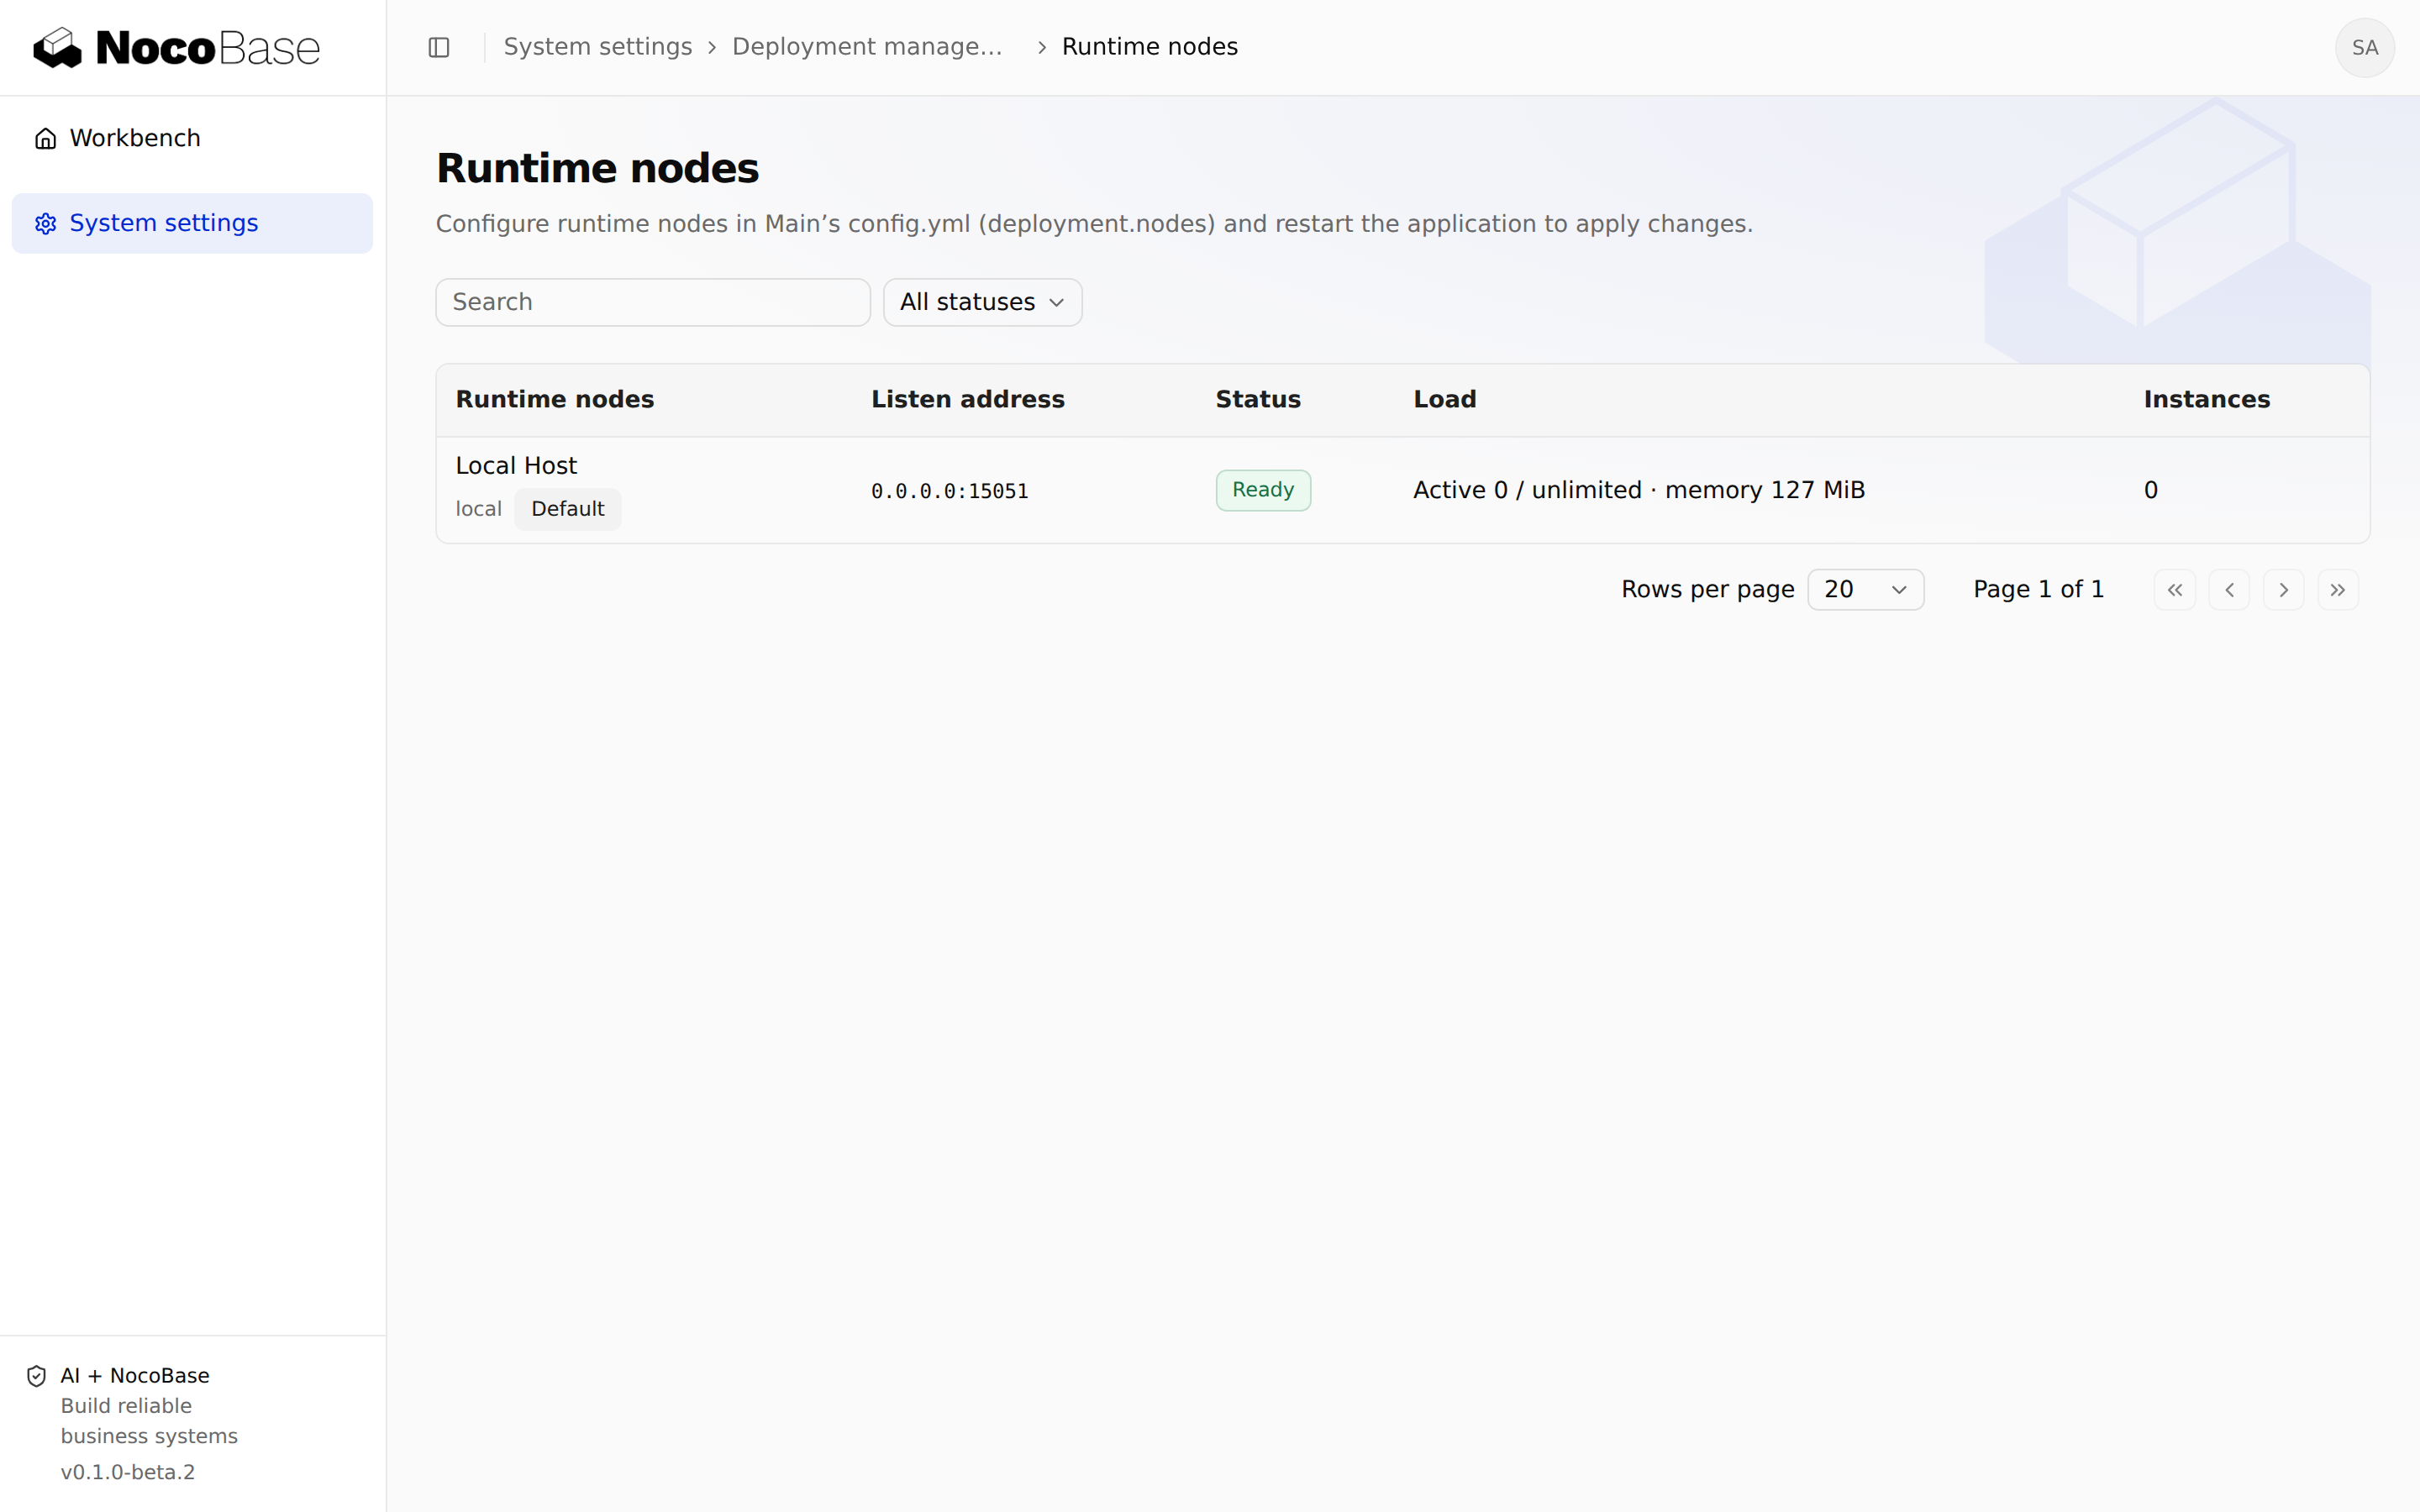 NocoBase
System settings > Deployment manage... > Runtime nodes
SA
Workbench
System settings
Runtime nodes
Configure runtime nodes in Main’s config.yml (deployment.nodes) and restart the application to apply changes.
Search
All statuses
Runtime nodes Listen address Status Load Instances
Local Host
local Default
0.0.0.0:15051
Ready
Active 0 / unlimited · memory 127 MiB
0
Rows per page 20 Page 1 of 1
AI + NocoBase
Build reliable
business systems
v0.1.0-beta.2